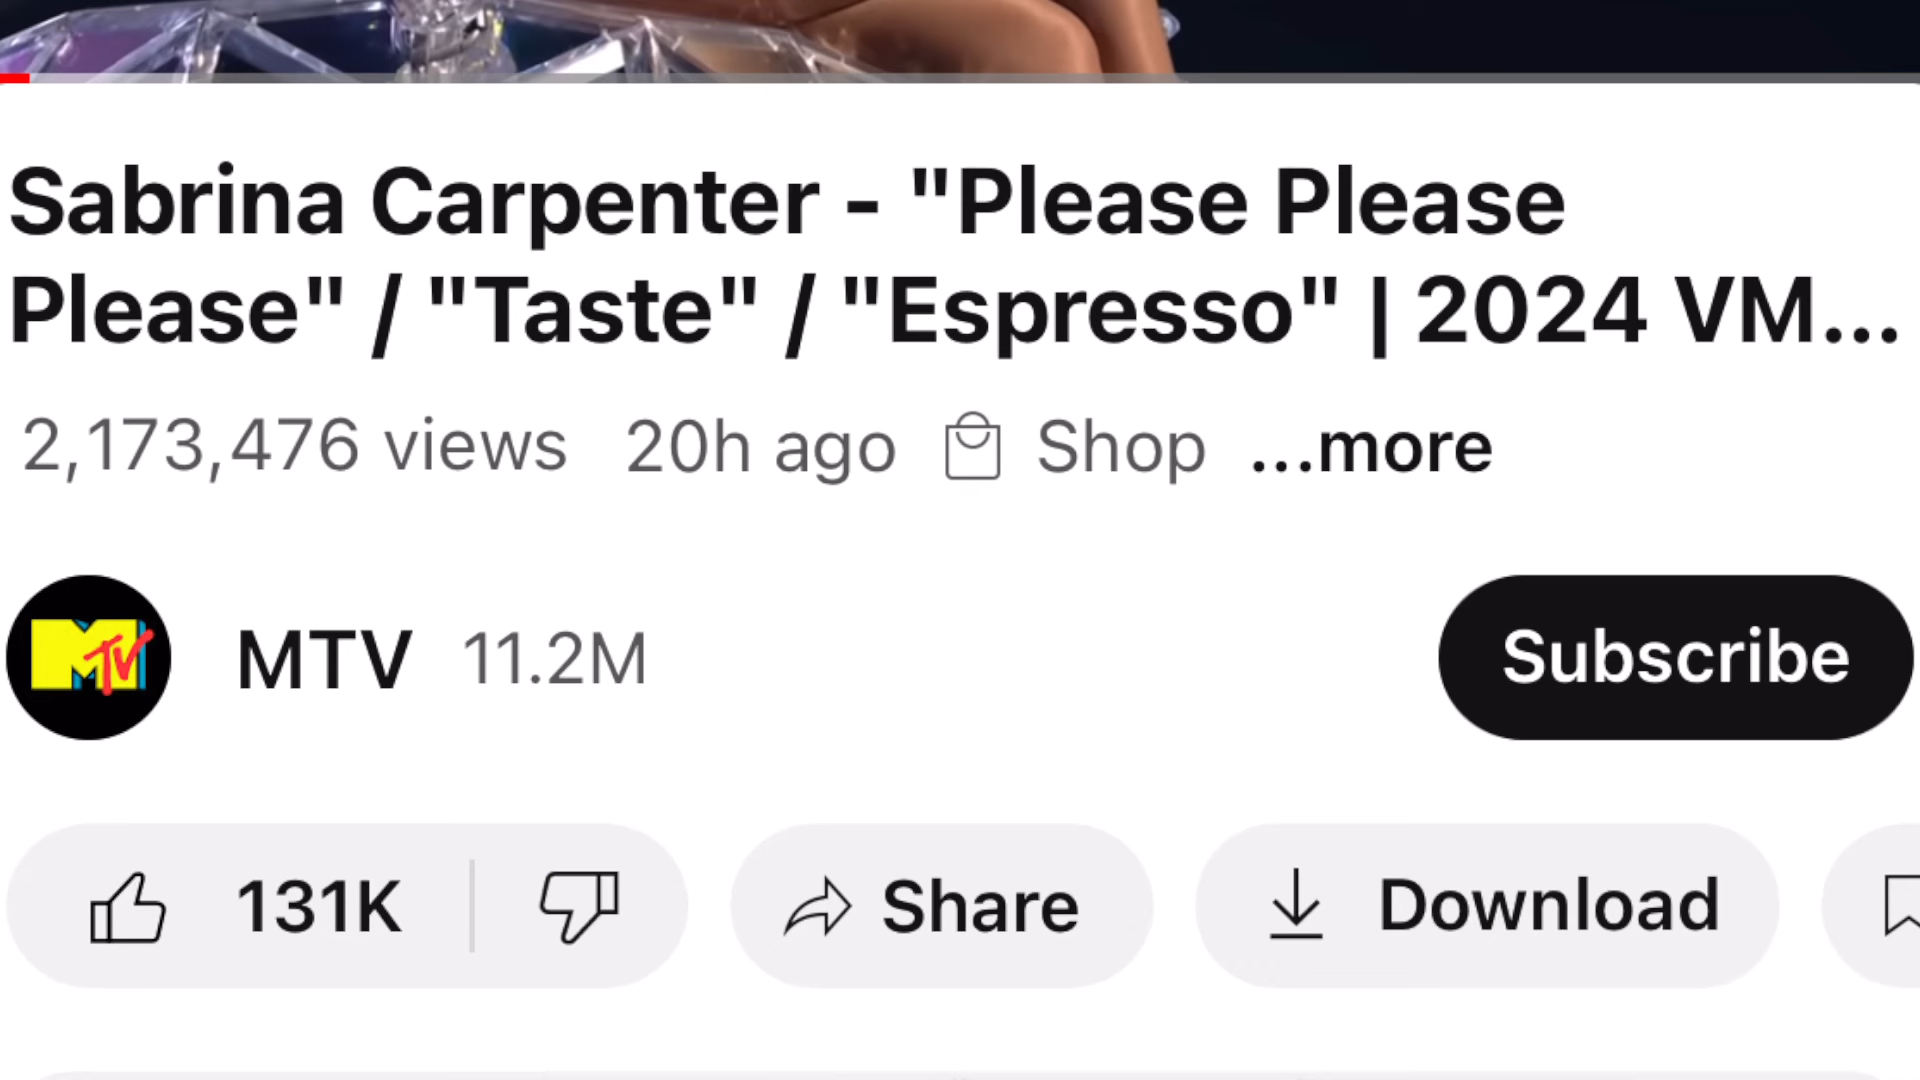 Sabrina Carpenter - "Please Please
Please" / "Taste" / "Espresso" | 2024 VM...
2,173,476 views 20h ago Shop ...more
MTV MTV 11.2M Subscribe
131K Share Download